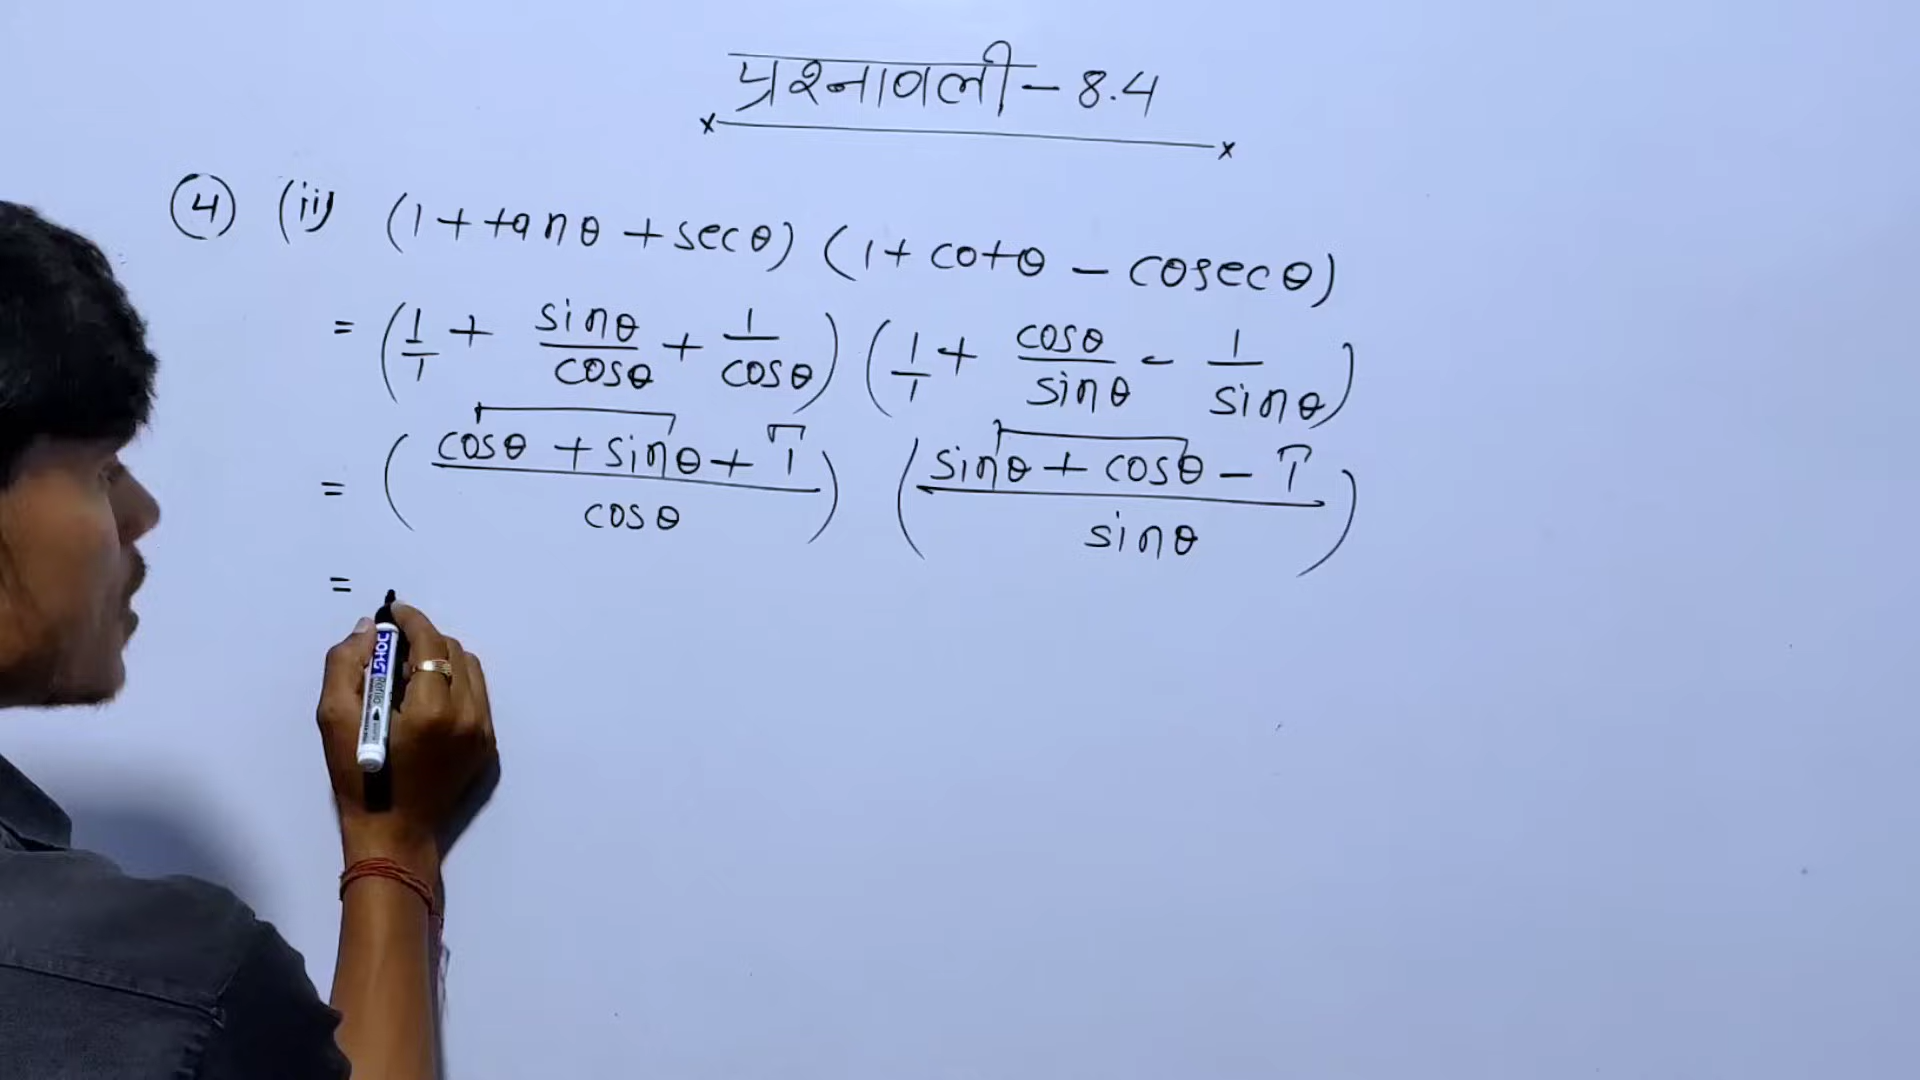 प्रश्नावली - 8.4
④ (ii) (1 + tanθ + secθ) (1 + cotθ - cosecθ)
= (1/1 + sinθ/cosθ + 1/cosθ) (1/1 + cosθ/sinθ - 1/sinθ)
= ((cosθ + sinθ + 1)/cosθ) ((sinθ + cosθ - 1)/sinθ)
=